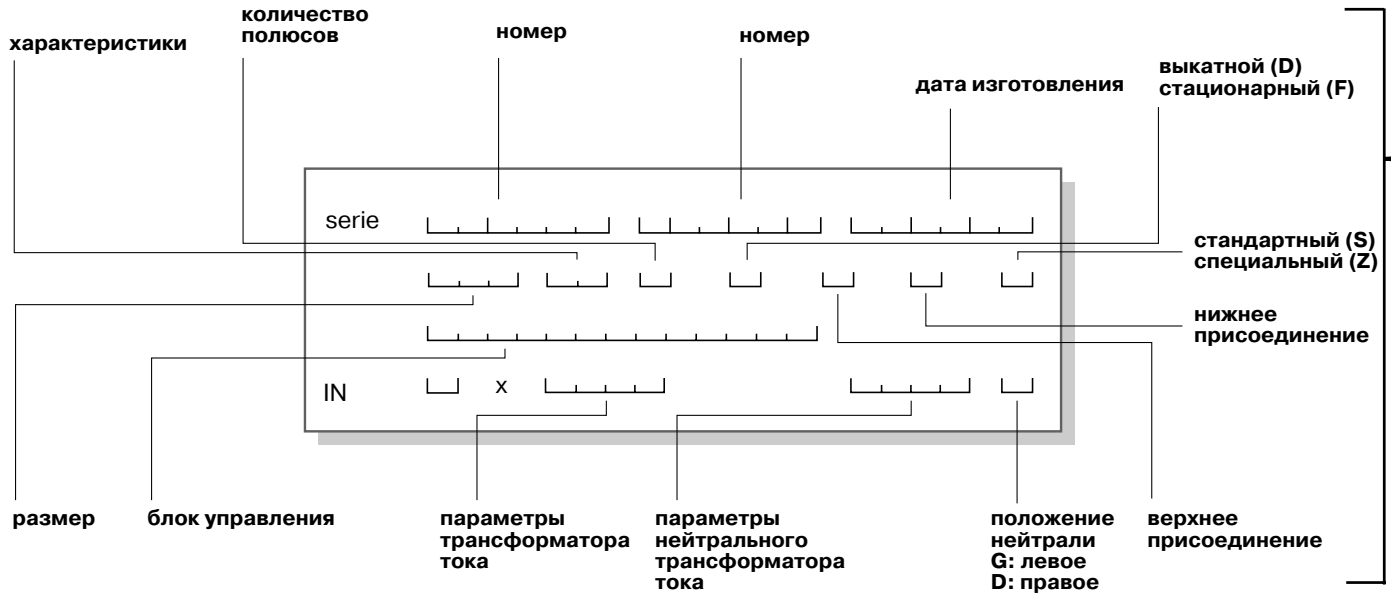 количество
полюсов
характеристики
номер
номер
выкатной (D)
стационарный (F)
дата изготовления
serie
стандартный (S)
специальный (Z)
нижнее
присоединение
IN
x
размер
блок управления
параметры
трансформатора
тока
параметры
нейтрального
трансформатора
тока
положение
нейтрали
G: левое
D: правое
верхнее
присоединение